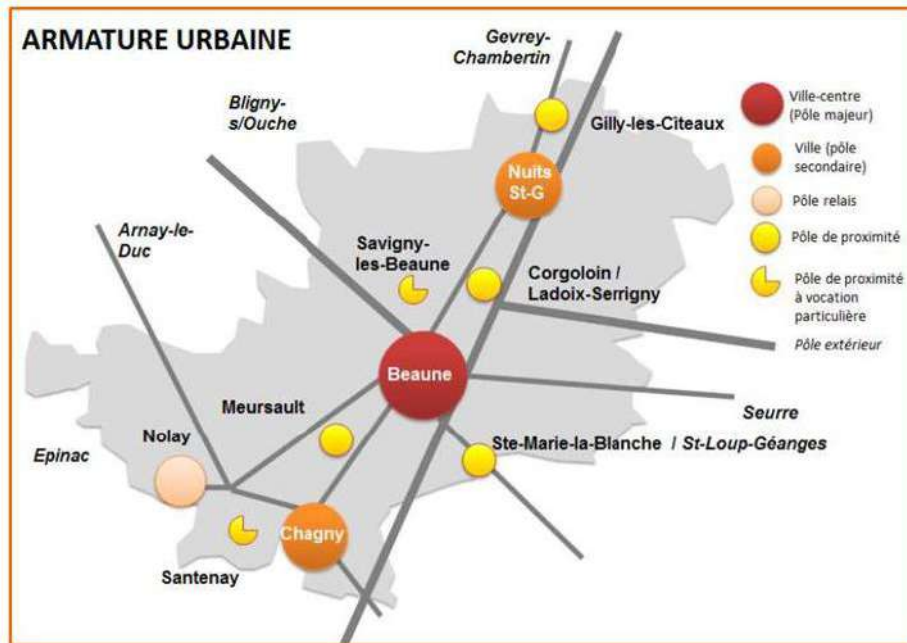 ARMATURE URBAINE
Gevrey-
Chambertin
Bligny-
s/Ouche
Gilly-les-Cîteaux
Nuits
St-G
Arnay-le-
Duc
Savigny-
les-Beaune
Corgoloin /
Ladoix-Serrigny
Beaune
Meursault
Seurre
Nolay
Epinac
Ste-Marie-la-Blanche / St-Loup-Géanges
Chagny
Santenay
Ville-centre
(Pôle majeur)
Ville (pôle
secondaire)
Pôle relais
Pôle de proximité
Pôle de proximité
à vocation
particulière
Pôle extérieur